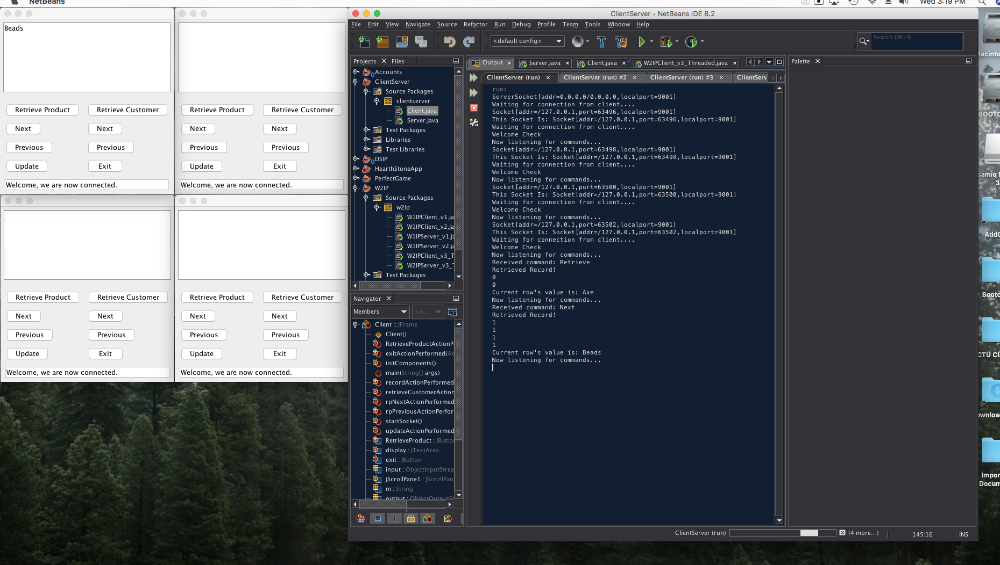 NetBeans
Wed 3:19 PM
Beads
Retrieve Product
Retrieve Customer
Next
Next
Previous
Previous
Update
Exit
Welcome, we are now connected.
Retrieve Product
Retrieve Customer
Next
Next
Previous
Previous
Update
Exit
Welcome, we are now connected.
Retrieve Product
Retrieve Customer
Next
Next
Previous
Previous
Update
Exit
Welcome, we are now connected.
Retrieve Product
Retrieve Customer
Next
Next
Previous
Previous
Update
Exit
Welcome, we are now connected.
ClientServer - NetBeans IDE 8.2
File Edit View Navigate Source Refactor Run Debug Profile Team Tools Window Help
<default config>
Search (⌘+I)
Projects
Files
Accounts
ClientServer
Source Packages
clientserver
Client.java
Server.java
Test Packages
Libraries
Test Libraries
DSIP
HearthStoneApp
PerfectGame
W2IP
Source Packages
w2ip
W1IPClient_v1.ja
W1IPClient_v2.ja
W1IPServer_v1.ja
W1IPServer_v2.ja
W2IPClient_v3_T
W2IPServer_v3_T
Test Packages
Navigator
Members
<e...
Client :: JFrame
Client()
RetrieveProductActionP
exitActionPerformed(Ac
initComponents()
main(String[] args)
recordActionPerformed
retrieveCustomerAction
rpNextActionPerformed
rpPreviousActionPerfor
startSocket()
updateActionPerformed
RetrieveProduct : JButto
display : JTextArea
exit : JButton
input : ObjectInputStrea
jScrollPane1 : JScrollPan
m : String
output : ObjectOutputSt
Output
Server.java
Client.java
W2IPClient_v3_Threaded.java
ClientServer (run)
ClientServer (run) #2
ClientServer (run) #3
ClientServ
run:
ServerSocket[addr=0.0.0.0/0.0.0.0,localport=9001]
Waiting for connection from client....
Socket[addr=/127.0.0.1,port=63496,localport=9001]
This Socket Is: Socket[addr=/127.0.0.1,port=63496,localport=9001]
Waiting for connection from client....
Welcome Check
Now listening for commands...
Socket[addr=/127.0.0.1,port=63498,localport=9001]
This Socket Is: Socket[addr=/127.0.0.1,port=63498,localport=9001]
Waiting for connection from client....
Welcome Check
Now listening for commands...
Socket[addr=/127.0.0.1,port=63500,localport=9001]
This Socket Is: Socket[addr=/127.0.0.1,port=63500,localport=9001]
Waiting for connection from client....
Welcome Check
Now listening for commands...
Socket[addr=/127.0.0.1,port=63502,localport=9001]
This Socket Is: Socket[addr=/127.0.0.1,port=63502,localport=9001]
Waiting for connection from client....
Welcome Check
Now listening for commands...
Received command: Retrieve
Retrieved Record!
0
0
Current row's value is: Axe
Now listening for commands...
Received command: Next
Retrieved Record!
1
1
1
1
Current row's value is: Beads
Now listening for commands...
Palette
ClientServer (run)
(4 more...)
145:16
INS
Macinto
BOOTC
samiq
3
AddC
Bootc
CTU Cl
ownloa
Impor
Docum